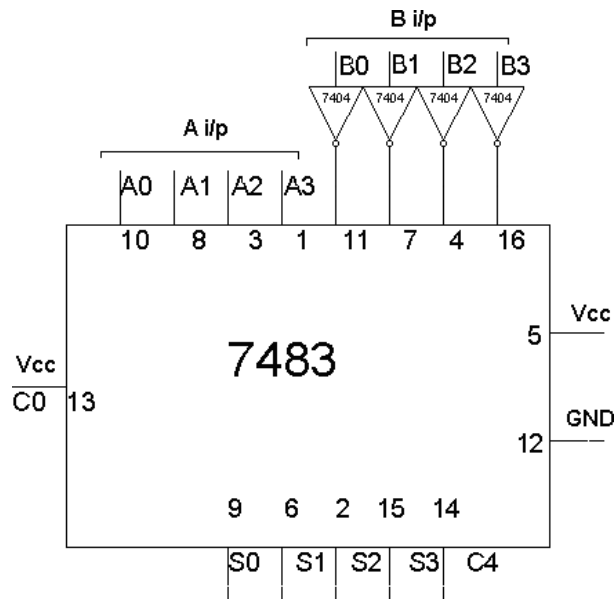 B i/p
B0 B1 B2 B3
7404 7404 7404 7404
A i/p
A0 A1 A2 A3
10 8 3 1 11 7 4 16
Vcc
5
7483
Vcc
C0 13
GND
12
9 6 2 15 14
S0 S1 S2 S3 C4